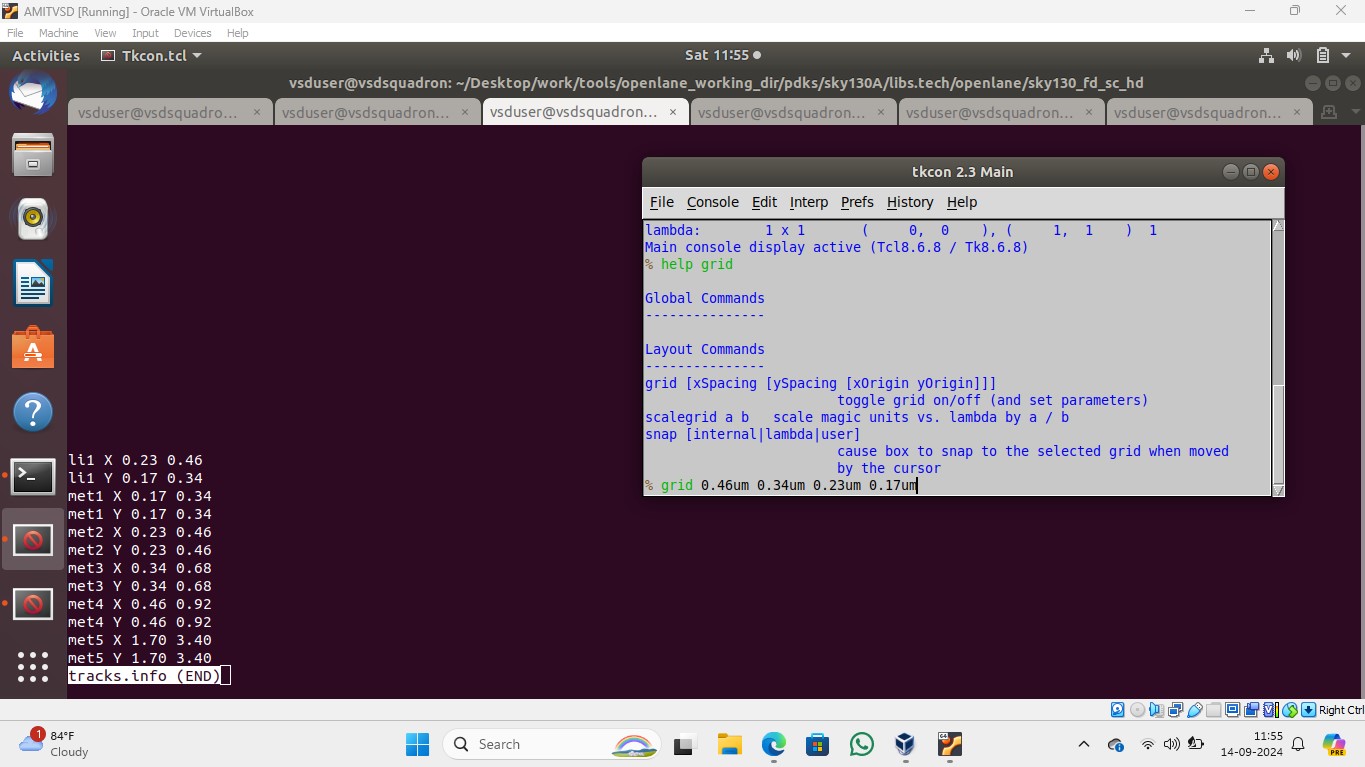 AMITVSD [Running] - Oracle VM VirtualBox
File Machine View Input Devices Help
Activities Tkcon.tcl Sat 11:55
vsduser@vsdsquadron: ~/Desktop/work/tools/openlane_working_dir/pdks/sky130A/libs.tech/openlane/sky130_fd_sc_hd
vsduser@vsdsquadro... × vsduser@vsdsquadron... × vsduser@vsdsquadron... × vsduser@vsdsquadron... × vsduser@vsdsquadron... × vsduser@vsdsquadron... ×
tkcon 2.3 Main
File Console Edit Interp Prefs History Help
lambda: 1 x 1 ( 0, 0 ), ( 1, 1 ) 1
Main console display active (Tcl8.6.8 / Tk8.6.8)
% help grid
Global Commands
---------------
Layout Commands
---------------
grid [xSpacing [ySpacing [xOrigin yOrigin]]]
toggle grid on/off (and set parameters)
scalegrid a b scale magic units vs. lambda by a / b
snap [internal|lambda|user]
cause box to snap to the selected grid when moved
by the cursor
% grid 0.46um 0.34um 0.23um 0.17um
li1 X 0.23 0.46
li1 Y 0.17 0.34
met1 X 0.17 0.34
met1 Y 0.17 0.34
met2 X 0.23 0.46
met2 Y 0.23 0.46
met3 X 0.34 0.68
met3 Y 0.34 0.68
met4 X 0.46 0.92
met4 Y 0.46 0.92
met5 X 1.70 3.40
met5 Y 1.70 3.40
tracks.info (END)
Right Ctrl
1
84°F
Cloudy
Search
64
11:55
14-09-2024
PRE